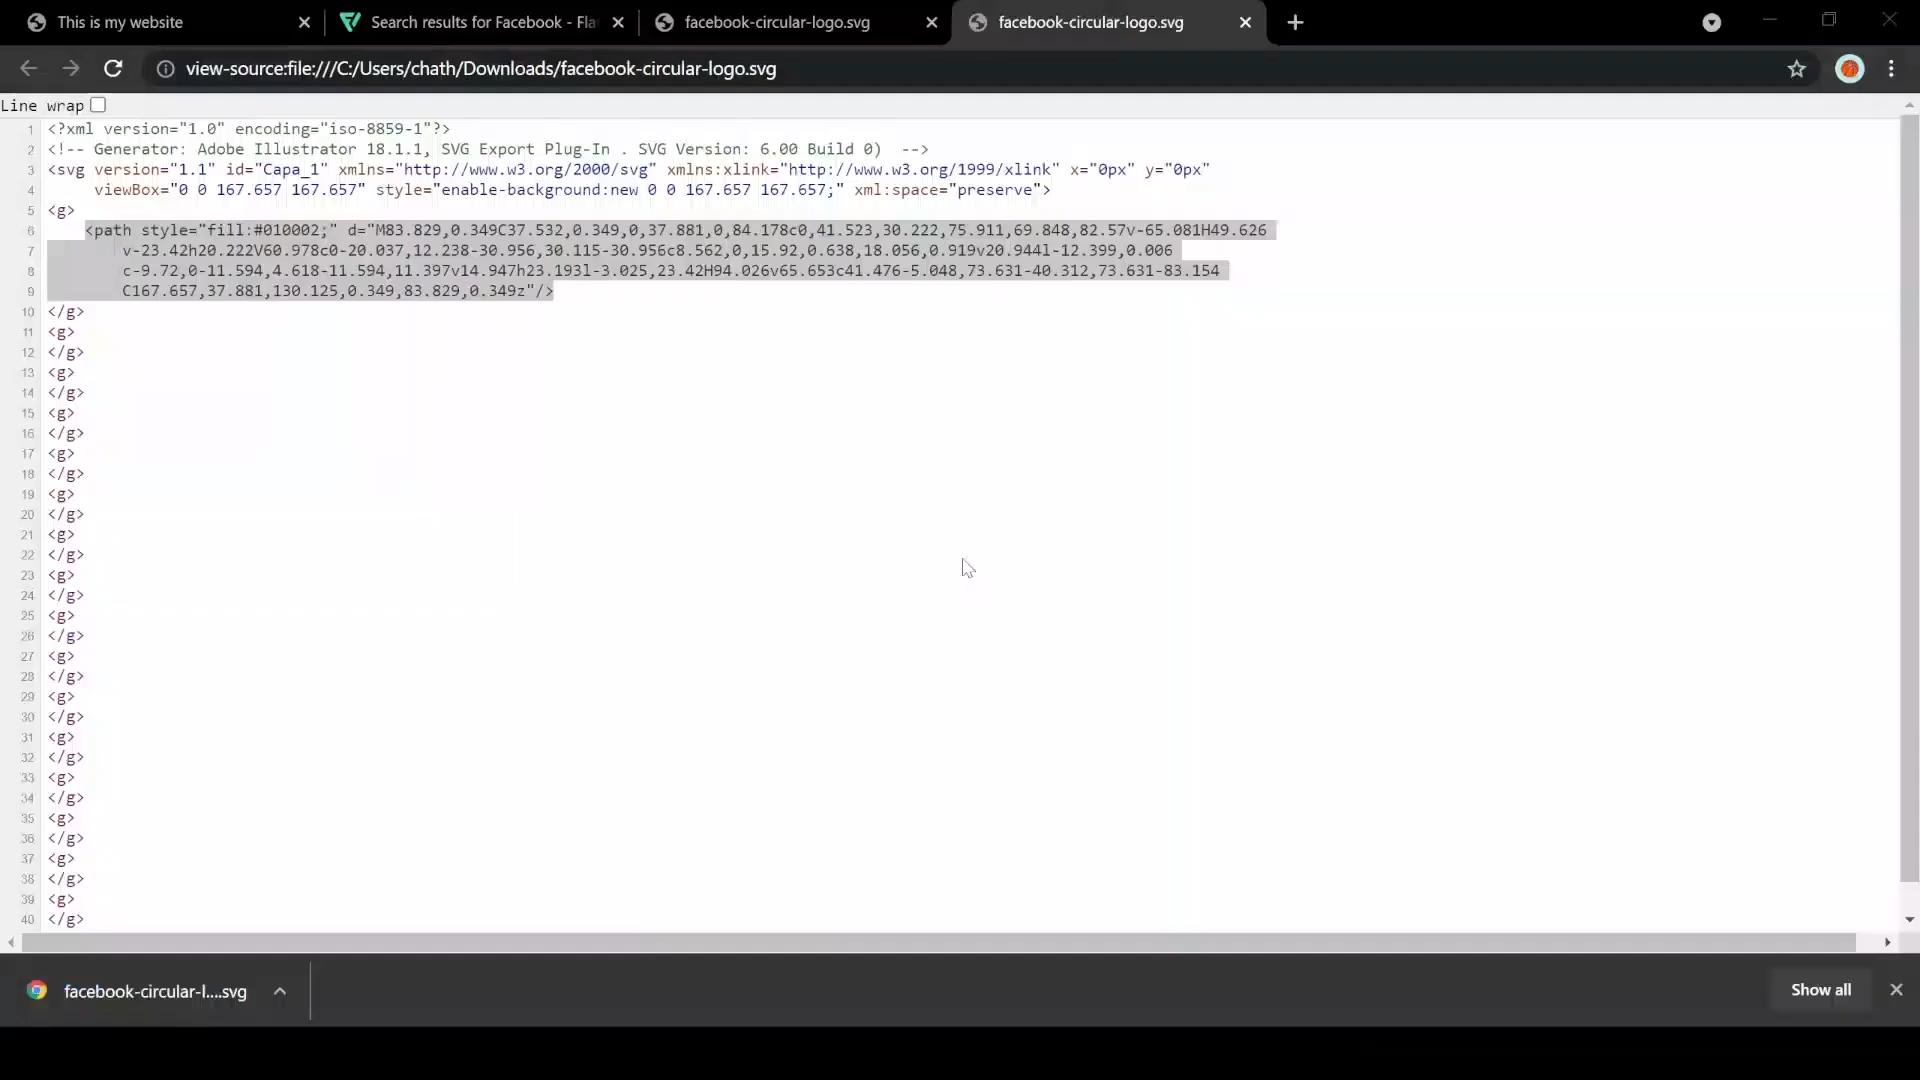 This is my website
Search results for Facebook - Fla
facebook-circular-logo.svg
facebook-circular-logo.svg
view-source:file:///C:/Users/chath/Downloads/facebook-circular-logo.svg
Line wrap
1 <?xml version="1.0" encoding="iso-8859-1"?>
2 <!-- Generator: Adobe Illustrator 18.1.1, SVG Export Plug-In . SVG Version: 6.00 Build 0)  -->
3 <svg version="1.1" id="Capa_1" xmlns="http://www.w3.org/2000/svg" xmlns:xlink="http://www.w3.org/1999/xlink" x="0px" y="0px"
4 viewBox="0 0 167.657 167.657" style="enable-background:new 0 0 167.657 167.657;" xml:space="preserve">
5 <g>
6 <path style="fill:#010002;" d="M83.829,0.349C37.532,0.349,0,37.881,0,84.178c0,41.523,30.222,75.911,69.848,82.57v-65.081H49.626
7 v-23.42h20.222V60.978c0-20.037,12.238-30.956,30.115-30.956c8.562,0,15.92,0.638,18.056,0.919v20.944l-12.399,0.006
8 c-9.72,0-11.594,4.618-11.594,11.397v14.947h23.193l-3.025,23.42H94.026v65.653c41.476-5.048,73.631-40.312,73.631-83.154
9 C167.657,37.881,130.125,0.349,83.829,0.349z"/>
10 </g>
11 <g>
12 </g>
13 <g>
14 </g>
15 <g>
16 </g>
17 <g>
18 </g>
19 <g>
20 </g>
21 <g>
22 </g>
23 <g>
24 </g>
25 <g>
26 </g>
27 <g>
28 </g>
29 <g>
30 </g>
31 <g>
32 </g>
33 <g>
34 </g>
35 <g>
36 </g>
37 <g>
38 </g>
39 <g>
40 </g>
facebook-circular-l....svg
Show all